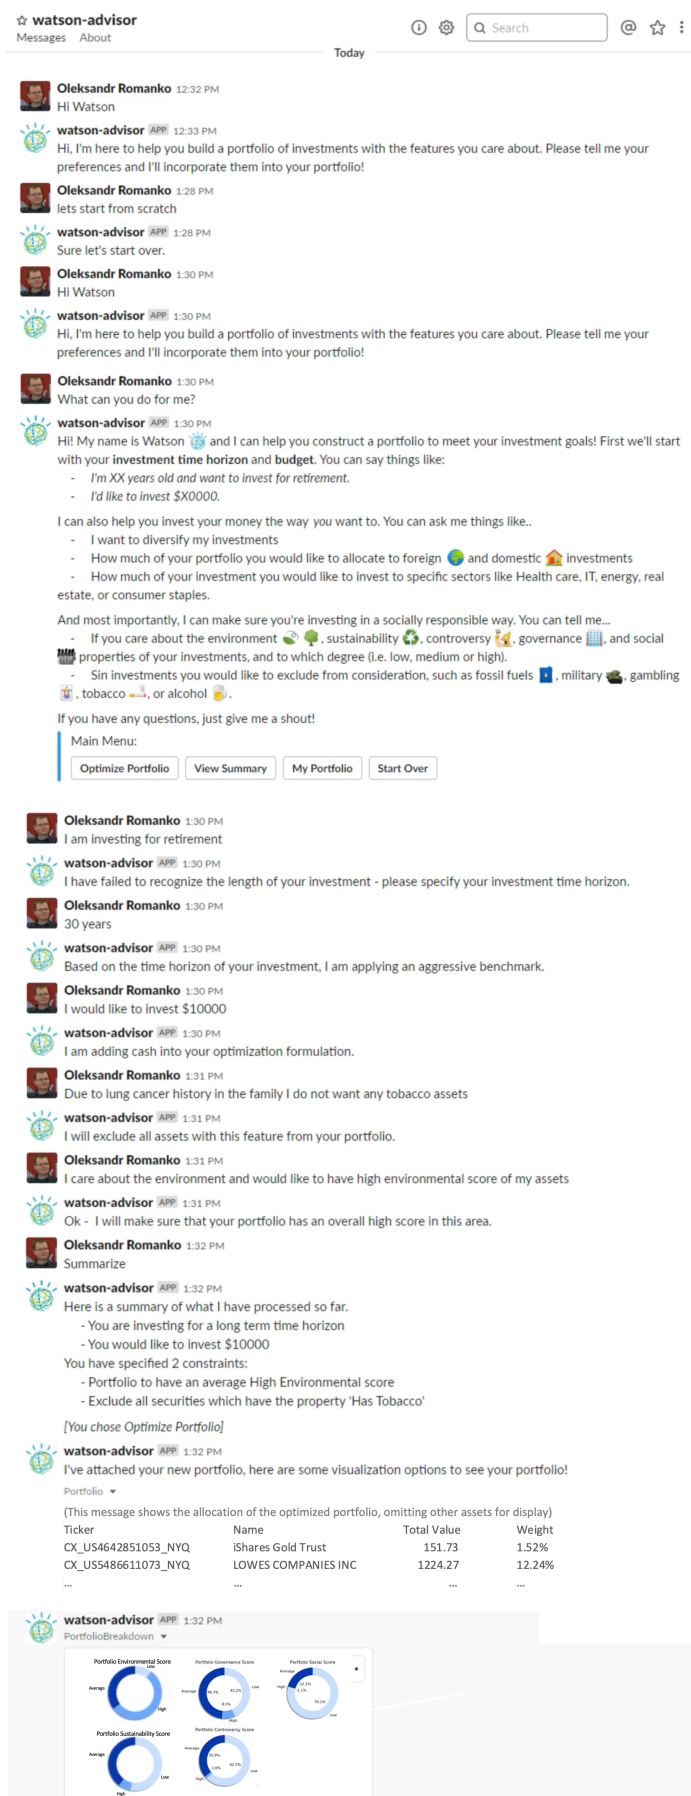 watson-advisor
Messages About
Search
Today
Oleksandr Romanko 12:32 PM
Hi Watson
watson-advisor APP 12:33 PM
Hi, I'm here to help you build a portfolio of investments with the features you care about. Please tell me your
preferences and I'll incorporate them into your portfolio!
Oleksandr Romanko 1:28 PM
lets start from scratch
watson-advisor APP 1:28 PM
Sure let's start over.
Oleksandr Romanko 1:30 PM
Hi Watson
watson-advisor APP 1:30 PM
Hi, I'm here to help you build a portfolio of investments with the features you care about. Please tell me your
preferences and I'll incorporate them into your portfolio!
Oleksandr Romanko 1:30 PM
What can you do for me?
watson-advisor APP 1:30 PM
Hi! My name is Watson and I can help you construct a portfolio to meet your investment goals! First we'll start
with your investment time horizon and budget. You can say things like:
- I'm XX years old and want to invest for retirement.
- I'd like to invest $X0000.
I can also help you invest your money the way you want to. You can ask me things like..
- I want to diversify my investments
- How much of your portfolio you would like to allocate to foreign and domestic investments
- How much of your investment you would like to invest to specific sectors like Health care, IT, energy, real
estate, or consumer staples.
And most importantly, I can make sure you're investing in a socially responsible way. You can tell me...
- If you care about the environment , sustainability , controversy , governance , and social
properties of your investments, and to which degree (i.e. low, medium or high).
- Sin investments you would like to exclude from consideration, such as fossil fuels , military , gambling
, tobacco , or alcohol .
If you have any questions, just give me a shout!
Main Menu:
Optimize Portfolio View Summary My Portfolio Start Over
Oleksandr Romanko 1:30 PM
I am investing for retirement
watson-advisor APP 1:30 PM
I have failed to recognize the length of your investment - please specify your investment time horizon.
Oleksandr Romanko 1:30 PM
30 years
watson-advisor APP 1:30 PM
Based on the time horizon of your investment, I am applying an aggressive benchmark.
Oleksandr Romanko 1:30 PM
I would like to invest $10000
watson-advisor APP 1:30 PM
I am adding cash into your optimization formulation.
Oleksandr Romanko 1:31 PM
Due to lung cancer history in the family I do not want any tobacco assets
watson-advisor APP 1:31 PM
I will exclude all assets with this feature from your portfolio.
Oleksandr Romanko 1:31 PM
I care about the environment and would like to have high environmental score of my assets
watson-advisor APP 1:31 PM
Ok - I will make sure that your portfolio has an overall high score in this area.
Oleksandr Romanko 1:32 PM
Summarize
watson-advisor APP 1:32 PM
Here is a summary of what I have processed so far.
- You are investing for a long term time horizon
- You would like to invest $10000
You have specified 2 constraints:
- Portfolio to have an average High Environmental score
- Exclude all securities which have the property 'Has Tobacco'
[You chose Optimize Portfolio]
watson-advisor APP 1:32 PM
I've attached your new portfolio, here are some visualization options to see your portfolio!
Portfolio
(This message shows the allocation of the optimized portfolio, omitting other assets for display)
Ticker Name Total Value Weight
CX_US4642851053_NYQ iShares Gold Trust 151.73 1.52%
CX_US5486611073_NYQ LOWES COMPANIES INC 1224.27 12.24%
... ... ... ...
watson-advisor APP 1:32 PM
PortfolioBreakdown
Portfolio Environmental Score Portfolio Governance Score Portfolio Social Score
Low
Average
High
Average
Low
High
Average
High
Low
Portfolio Sustainability Score Portfolio Controversy Score
Average
Low
High
Average
Low
High